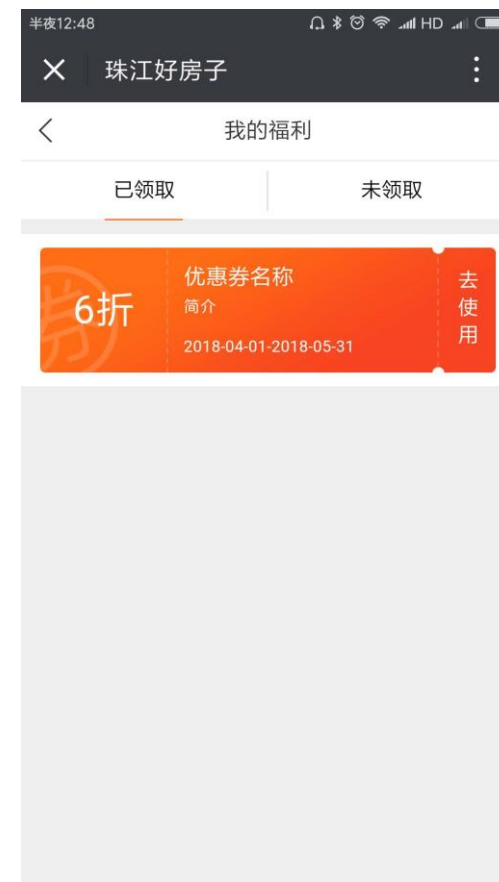 半夜12:48 HD
珠江好房子
我的福利
已领取 未领取
券
6折
优惠券名称
简介
2018-04-01-2018-05-31
去使用